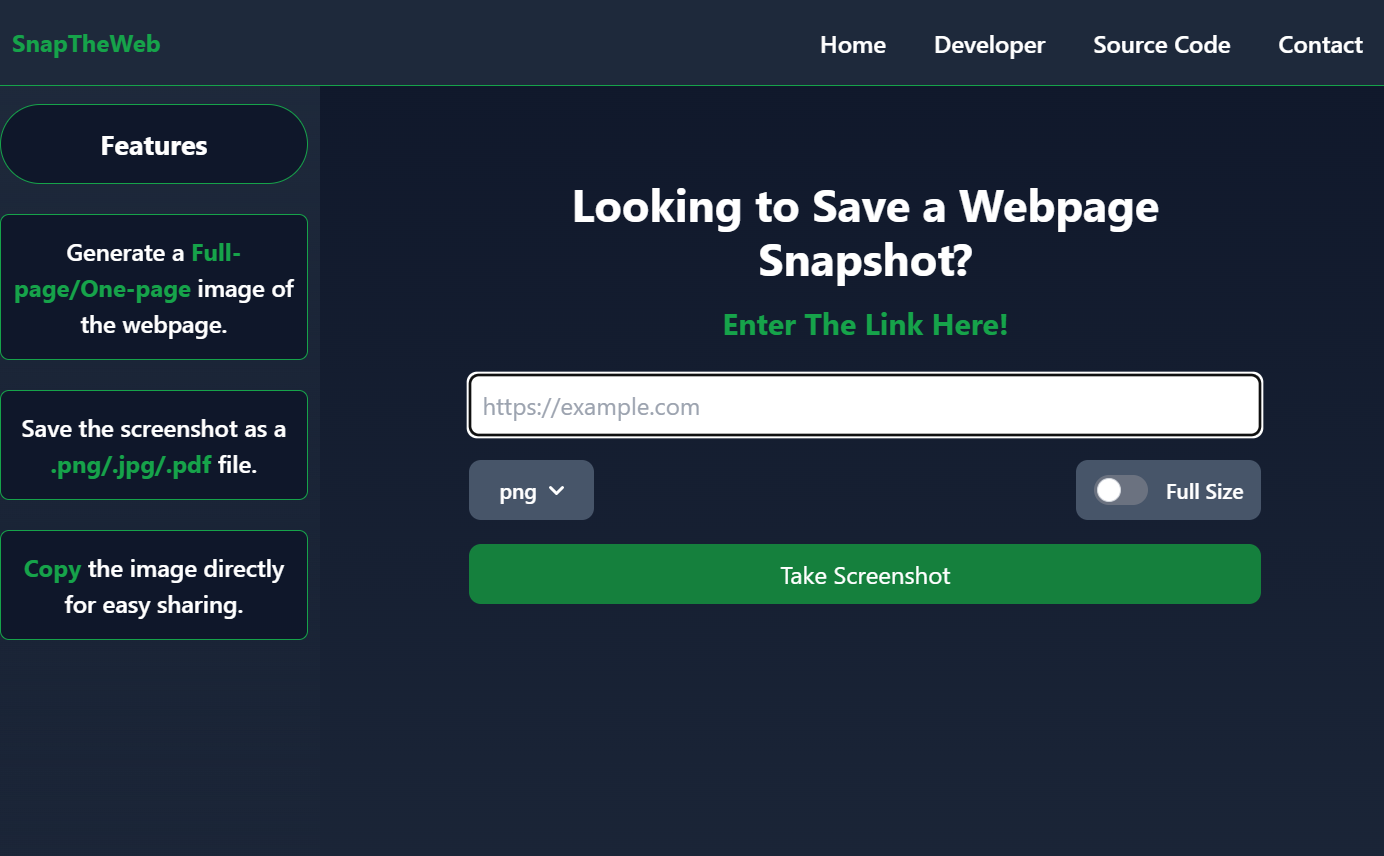 SnapTheWeb
Home
Developer
Source Code
Contact
Features
Generate a Full-
page/One-page image of
the webpage.
Save the screenshot as a
.png/.jpg/.pdf file.
Copy the image directly
for easy sharing.
Looking to Save a Webpage
Snapshot?
Enter The Link Here!
https://example.com
png
Full Size
Take Screenshot